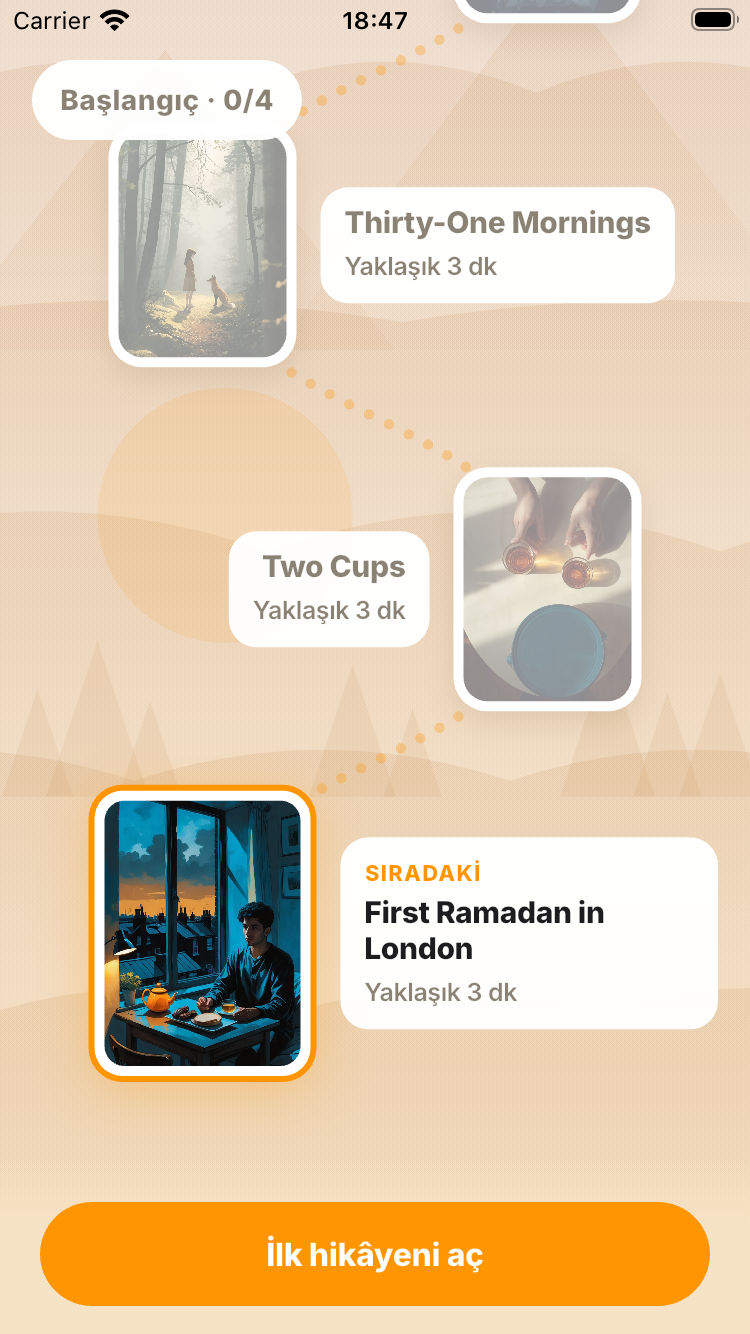 Carrier
18:47
Başlangıç · 0/4
Thirty-One Mornings
Yaklaşık 3 dk
Two Cups
Yaklaşık 3 dk
SIRADAKİ
First Ramadan in
London
Yaklaşık 3 dk
İlk hikâyeni aç